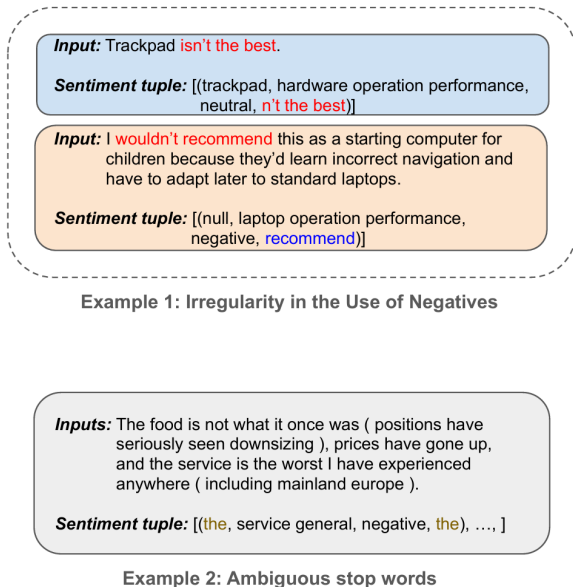 Input: Trackpad isn't the best.
Sentiment tuple: [(trackpad, hardware operation performance,
neutral, n't the best)]
Input: I wouldn't recommend this as a starting computer for
children because they'd learn incorrect navigation and
have to adapt later to standard laptops.
Sentiment tuple: [(null, laptop operation performance,
negative, recommend)]
Example 1: Irregularity in the Use of Negatives
Inputs: The food is not what it once was ( positions have
seriously seen downsizing ), prices have gone up,
and the service is the worst I have experienced
anywhere ( including mainland europe ).
Sentiment tuple: [(the, service general, negative, the), …, ]
Example 2: Ambiguous stop words